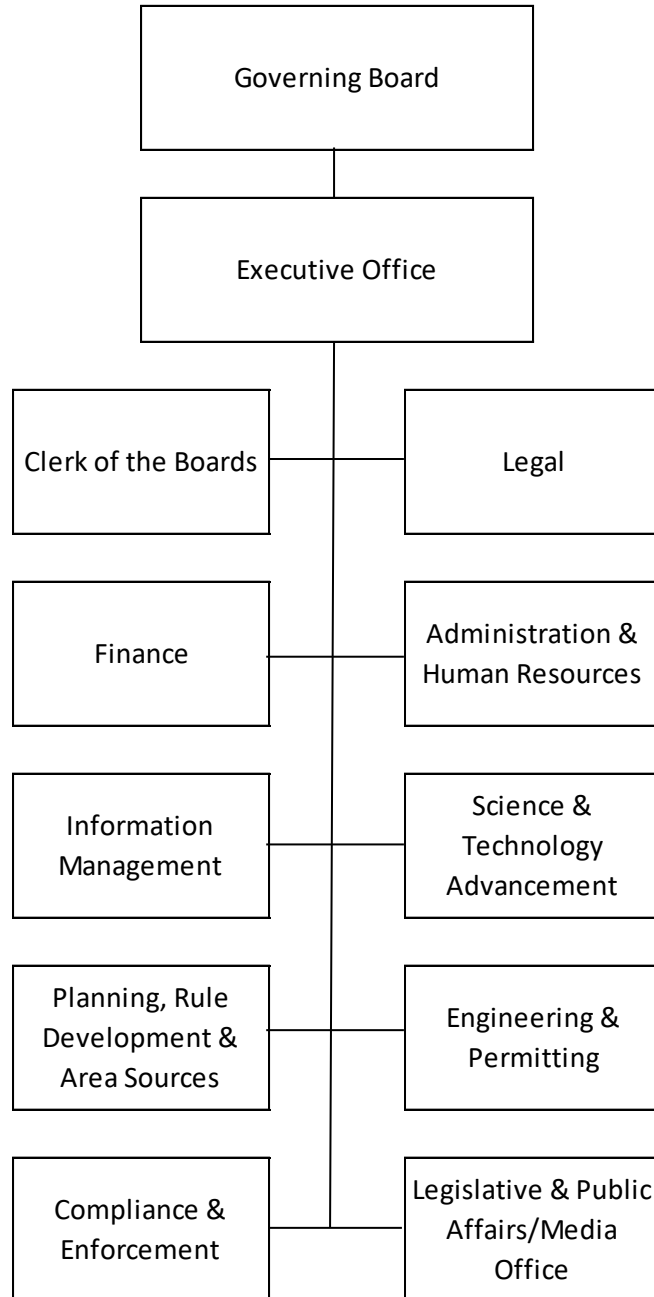 Governing Board
Executive Office
Clerk of the Boards
Legal
Finance
Administration &
Human Resources
Information
Management
Science &
Technology
Advancement
Planning, Rule
Development &
Area Sources
Engineering &
Permitting
Compliance &
Enforcement
Legislative & Public
Affairs/Media
Office